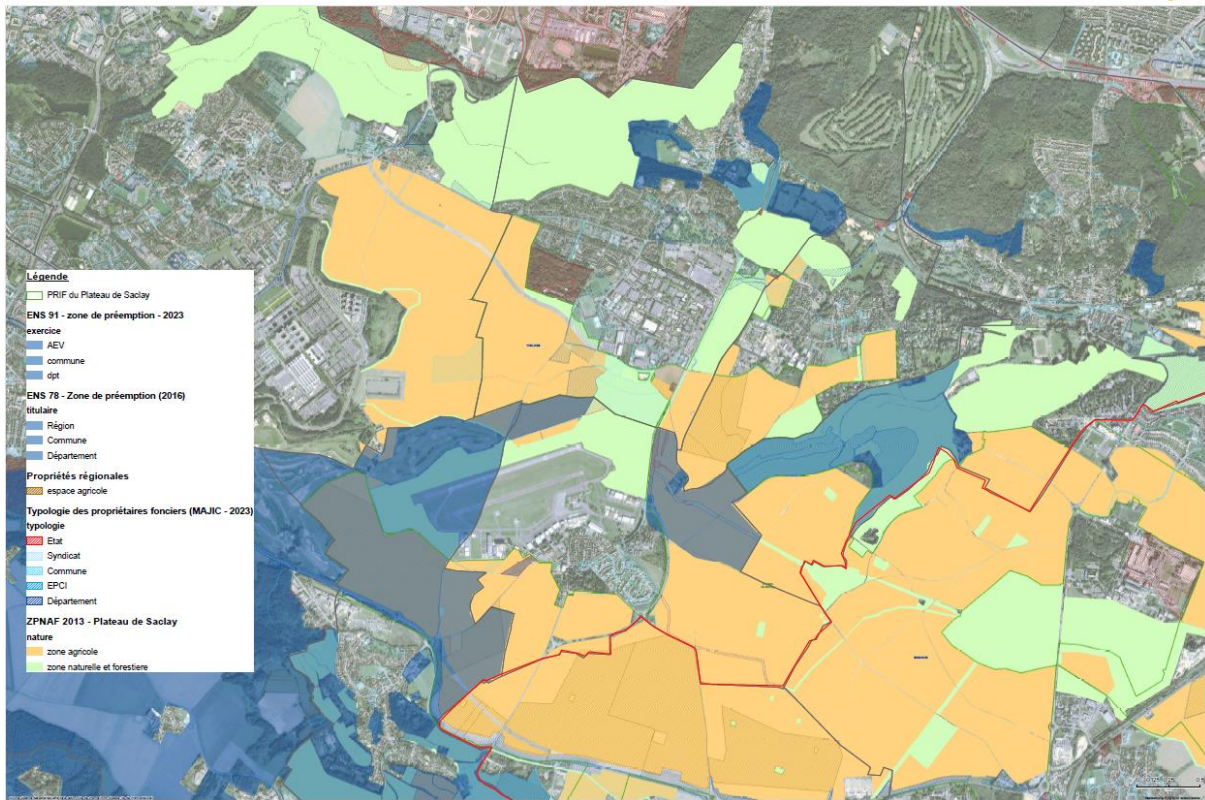 Légende
PRIF du Plateau de Saclay
ENS 91 - zone de préemption - 2023
exercice
AEV
commune
dpt
ENS 78 - Zone de préemption (2016)
titulaire
Région
Commune
Département
Propriétés régionales
espace agricole
Typologie des propriétaires fonciers (MAJIC - 2023)
typologie
Etat
Syndicat
Commune
EPCI
Département
ZPNAF 2013 - Plateau de Saclay
nature
zone agricole
zone naturelle et forestière